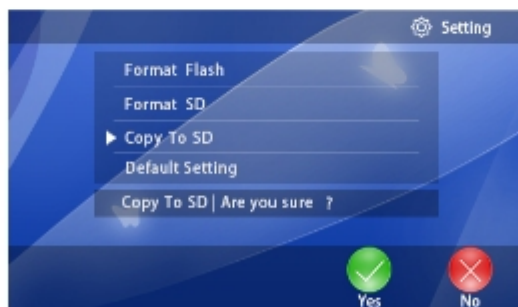 Setting
Format Flash
Format SD
Copy To SD
Default Setting
Copy To SD | Are you sure ?
Yes No